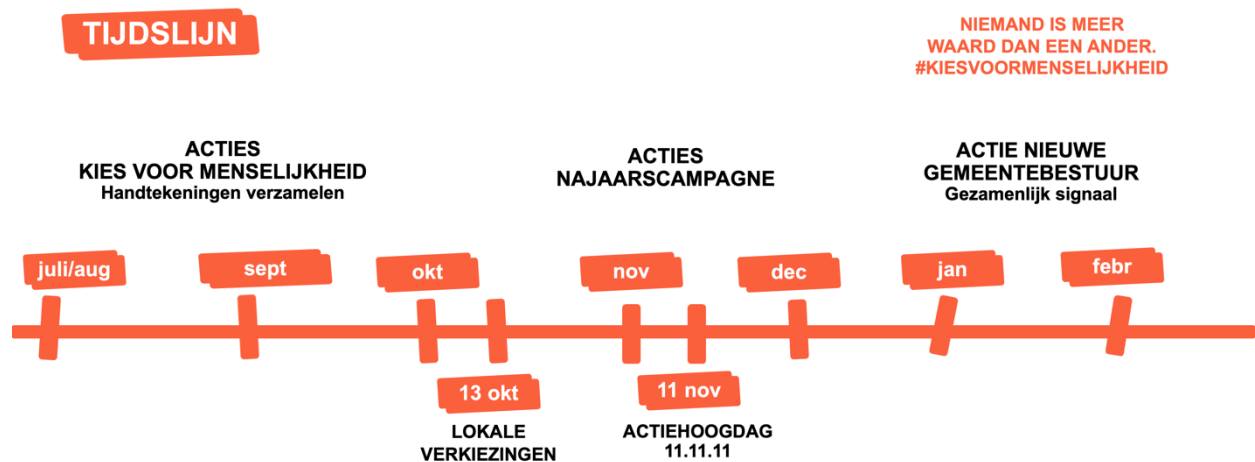 TIJDSLIJN
NIEMAND IS MEER
WAARD DAN EEN ANDER.
#KIESVOORMENSELIJKHEID
ACTIES
KIES VOOR MENSELIJKHEID
Handtekeningen verzamelen
ACTIES
NAJAARSCAMPAGNE
ACTIE NIEUWE
GEMEENTEBESTUUR
Gezamenlijk signaal
juli/aug
sept
okt
nov
dec
jan
febr
13 okt
LOKALE
VERKIEZINGEN
11 nov
ACTIEHOOGDAG
11.11.11